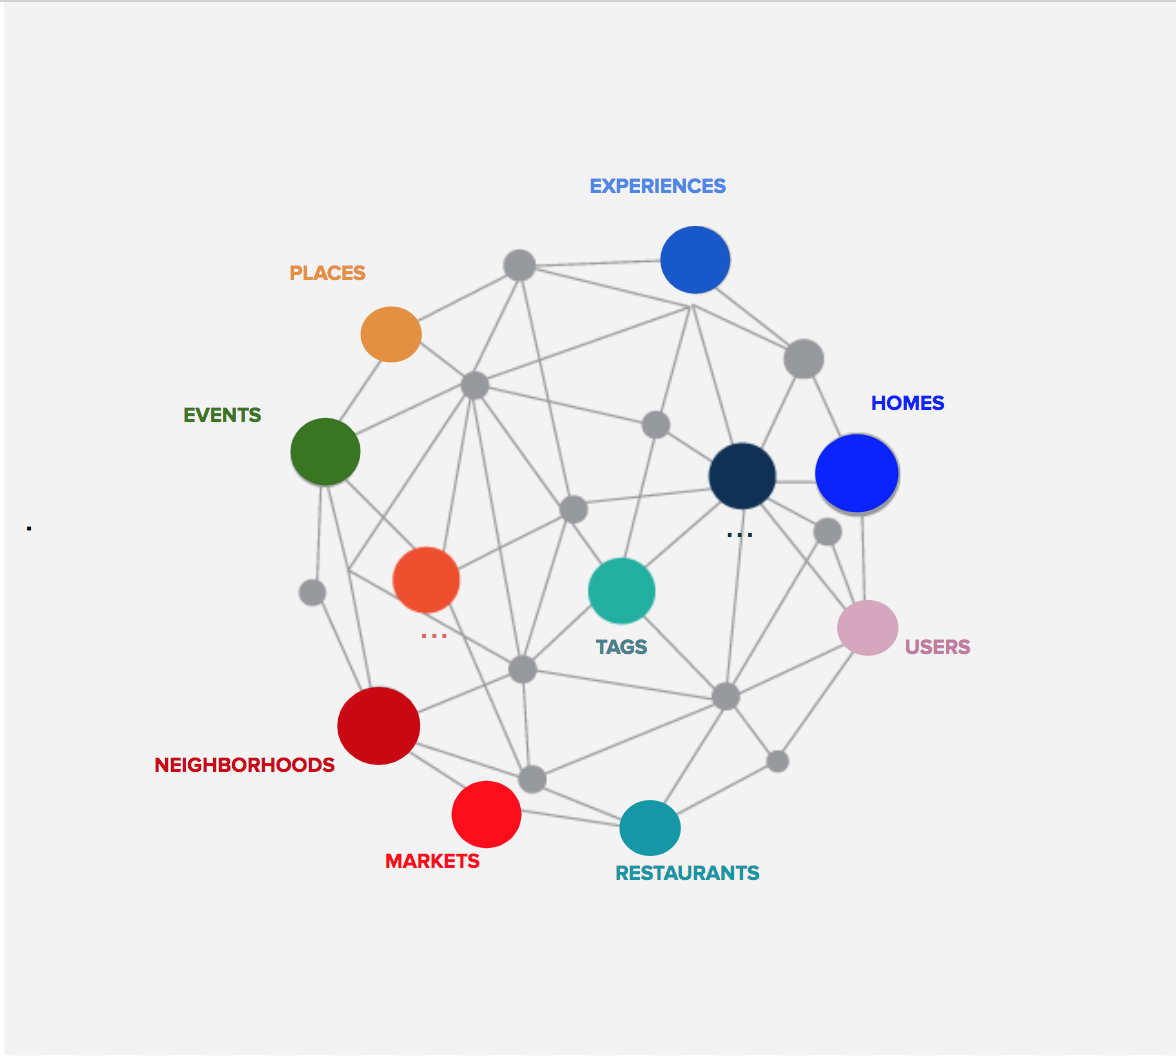 EXPERIENCES
PLACES
HOMES
EVENTS
...
...
TAGS
USERS
NEIGHBORHOODS
MARKETS
RESTAURANTS